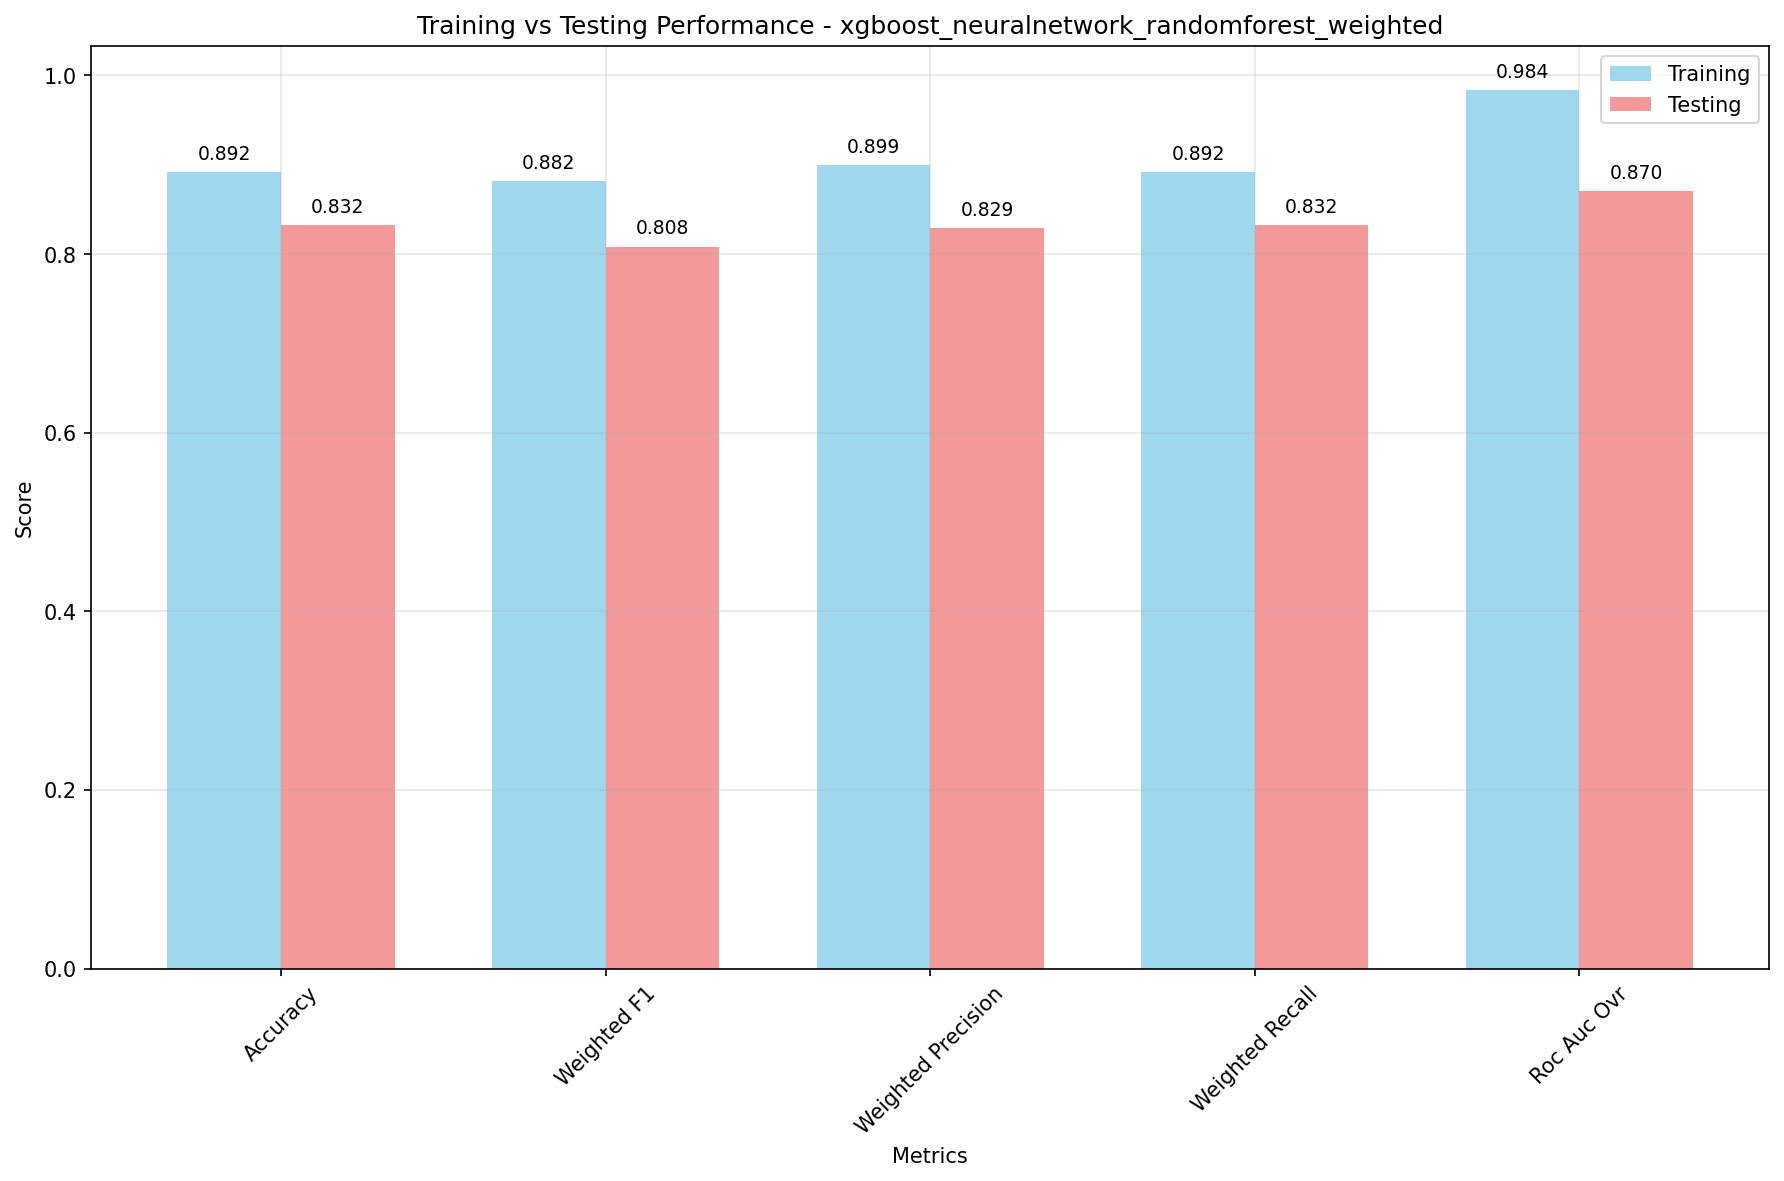 Training vs Testing Performance - xgboost_neuralnetwork_randomforest_weighted
Training
Testing
1.0
0.8
0.6
0.4
0.2
0.0
Score
0.892
0.832
0.882
0.808
0.899
0.829
0.892
0.832
0.984
0.870
Accuracy
Weighted F1
Weighted Precision
Weighted Recall
Roc Auc Ovr
Metrics